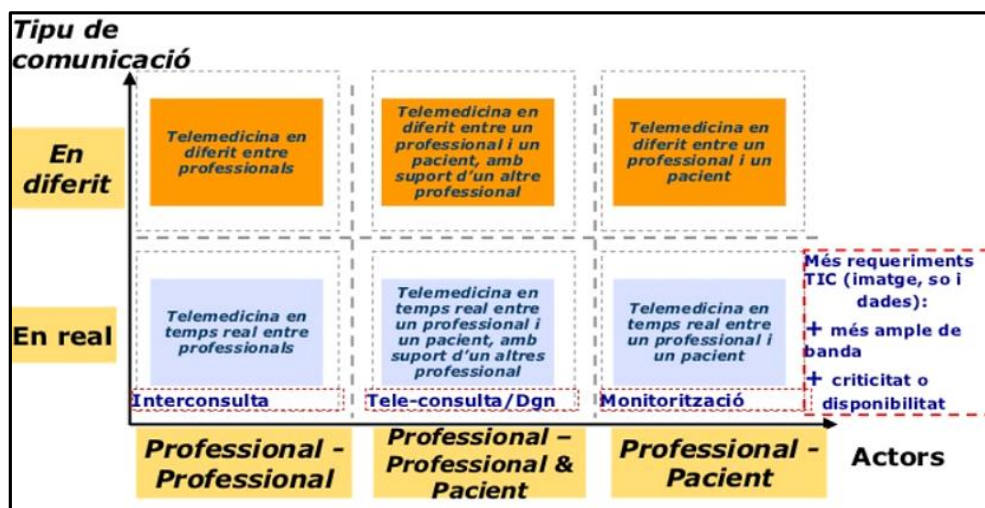 Tipu de
comunicació
En
diferit
Telemedicina en
diferit entre
professionals
Telemedicina en
diferit entre un
professional i un
pacient, amb
suport d'un altre
professional
Telemedicina en
diferit entre un
professional i un
pacient
En real
Telemedicina en
temps real entre
professionals
Interconsulta
Telemedicina en
temps real entre
un professional i
un pacient, amb
suport d'un altres
professional
Tele-consulta/Dgn
Telemedicina en
temps real entre
un professional i
un pacient
Monitorització
Més requeriments
TIC (imatge, so i
dades):
+ més ample de
banda
+ criticitat o
disponibilitat
Professional -
Professional
Professional –
Professional &
Pacient
Professional -
Pacient
Actors